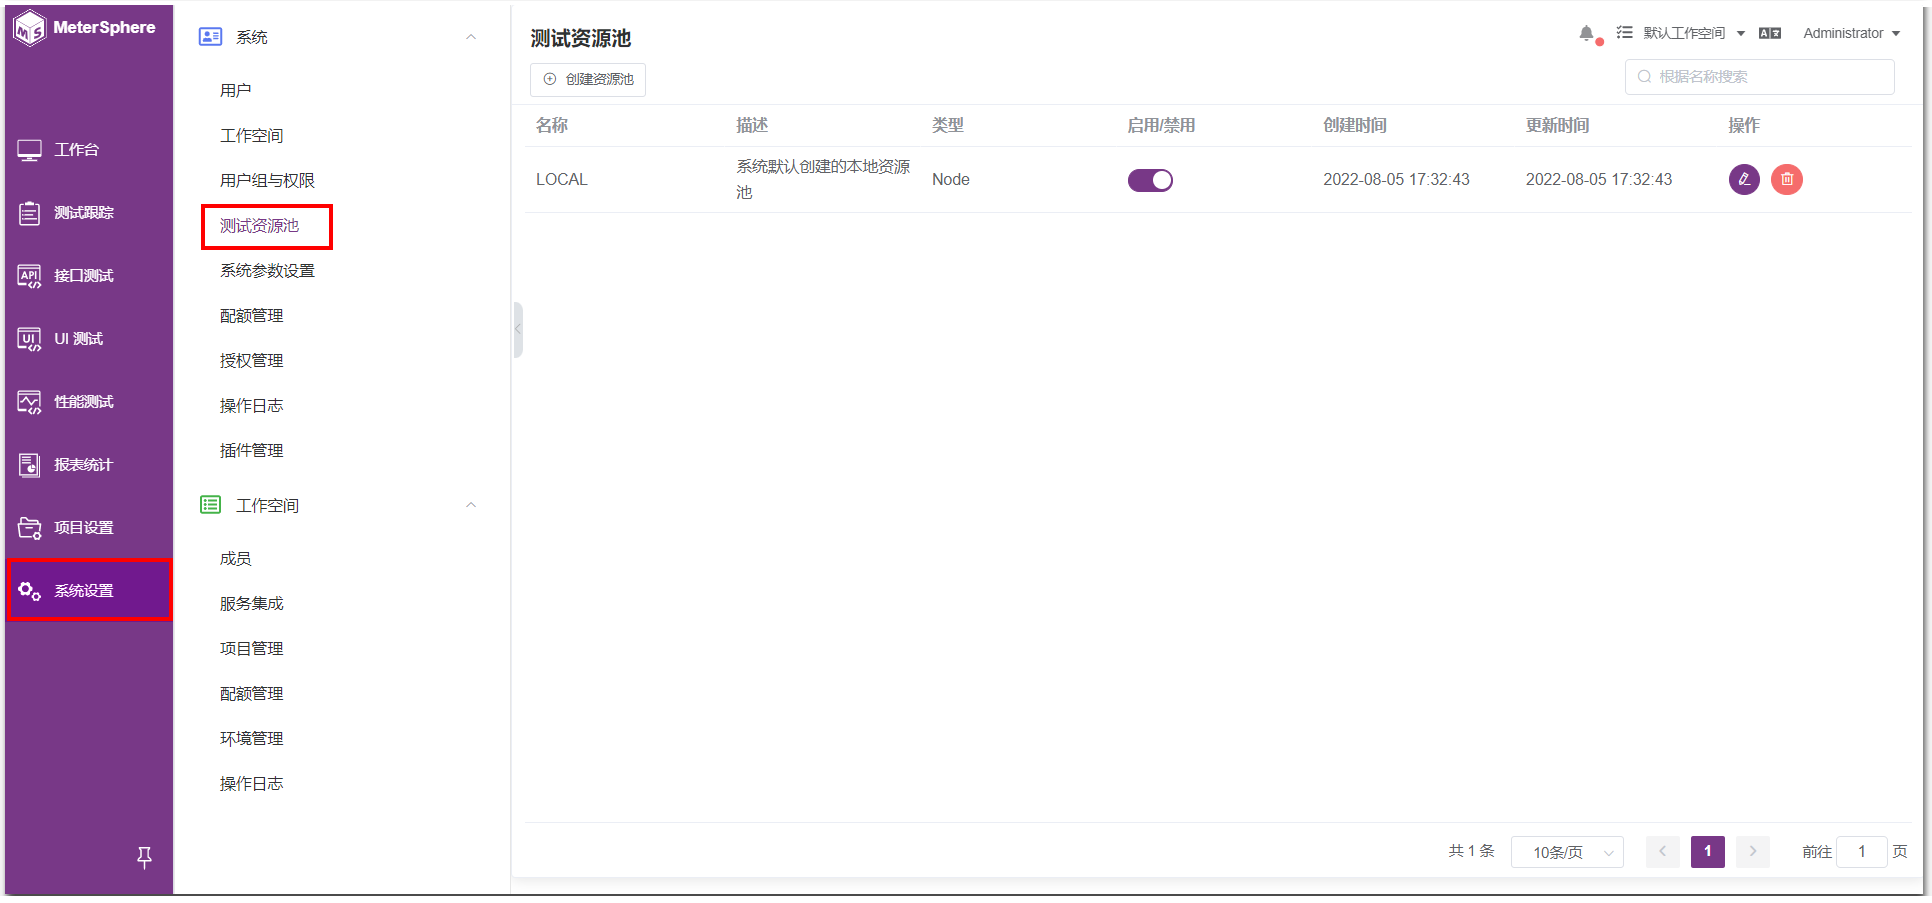 MeterSphere
工作台
测试跟踪
接口测试
UI 测试
性能测试
报表统计
项目设置
系统设置
系统
用户
工作空间
用户组与权限
测试资源池
系统参数设置
配额管理
授权管理
操作日志
插件管理
工作空间
成员
服务集成
项目管理
配额管理
环境管理
操作日志
测试资源池
默认工作空间
Administrator
创建资源池
根据名称搜索
名称 描述 类型 启用/禁用 创建时间 更新时间 操作
LOCAL 系统默认创建的本地资源池 Node 2022-08-05 17:32:43 2022-08-05 17:32:43
共 1 条 10条/页 1 前往 1 页